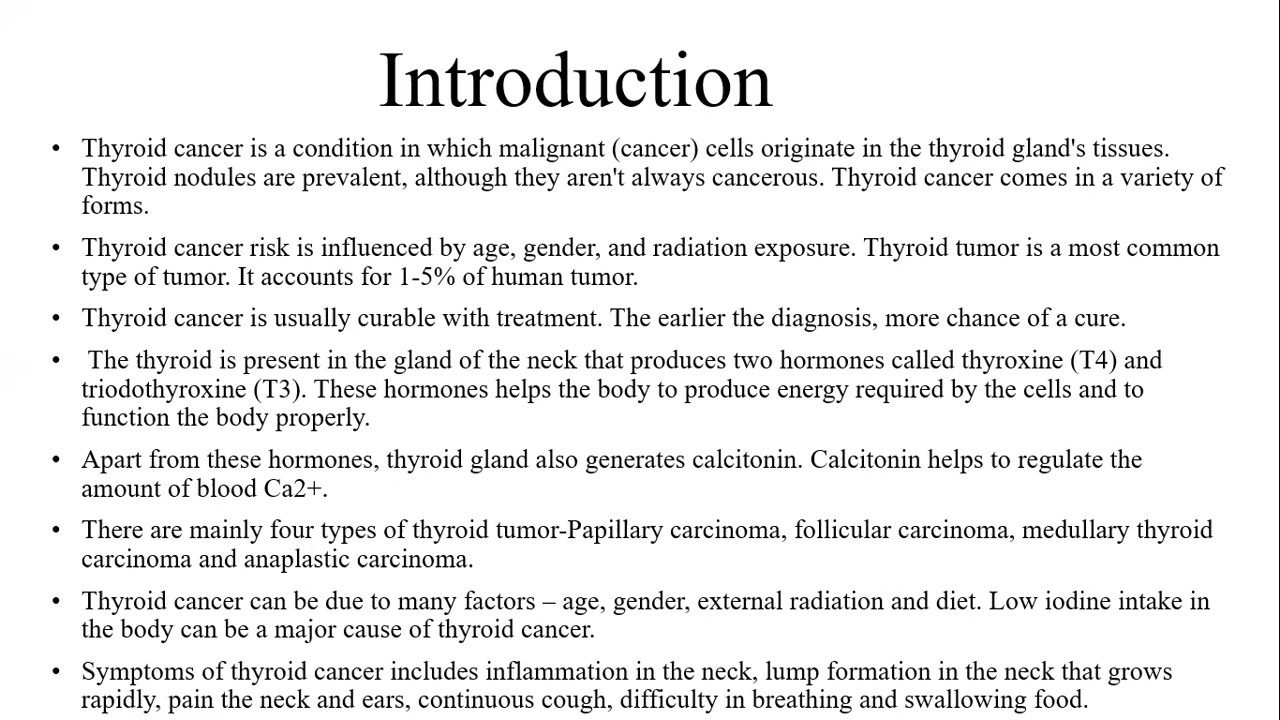 Introduction
• Thyroid cancer is a condition in which malignant (cancer) cells originate in the thyroid gland's tissues.
Thyroid nodules are prevalent, although they aren't always cancerous. Thyroid cancer comes in a variety of
forms.
• Thyroid cancer risk is influenced by age, gender, and radiation exposure. Thyroid tumor is a most common
type of tumor. It accounts for 1-5% of human tumor.
• Thyroid cancer is usually curable with treatment. The earlier the diagnosis, more chance of a cure.
• The thyroid is present in the gland of the neck that produces two hormones called thyroxine (T4) and
triodothyroxine (T3). These hormones helps the body to produce energy required by the cells and to
function the body properly.
• Apart from these hormones, thyroid gland also generates calcitonin. Calcitonin helps to regulate the
amount of blood Ca2+.
• There are mainly four types of thyroid tumor-Papillary carcinoma, follicular carcinoma, medullary thyroid
carcinoma and anaplastic carcinoma.
• Thyroid cancer can be due to many factors – age, gender, external radiation and diet. Low iodine intake in
the body can be a major cause of thyroid cancer.
• Symptoms of thyroid cancer includes inflammation in the neck, lump formation in the neck that grows
rapidly, pain the neck and ears, continuous cough, difficulty in breathing and swallowing food.